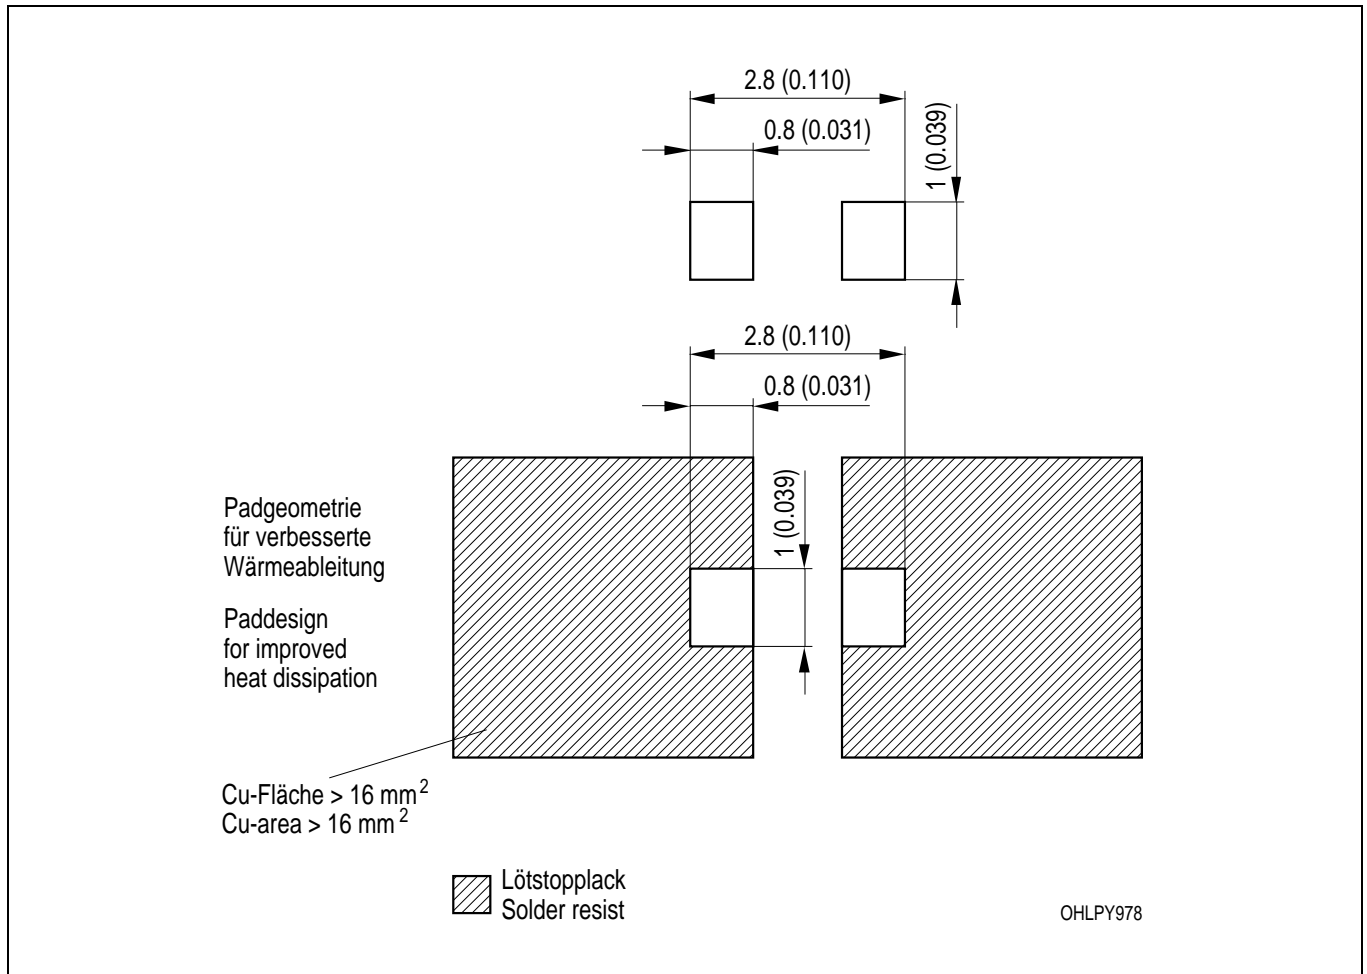 2.8 (0.110)
0.8 (0.031)
1 (0.039)
2.8 (0.110)
0.8 (0.031)
1 (0.039)
Padgeometrie
für verbesserte
Wärmeableitung
Paddesign
for improved
heat dissipation
Cu-Fläche > 16 mm²
Cu-area > 16 mm²
Lötstopplack
Solder resist
OHLPY978